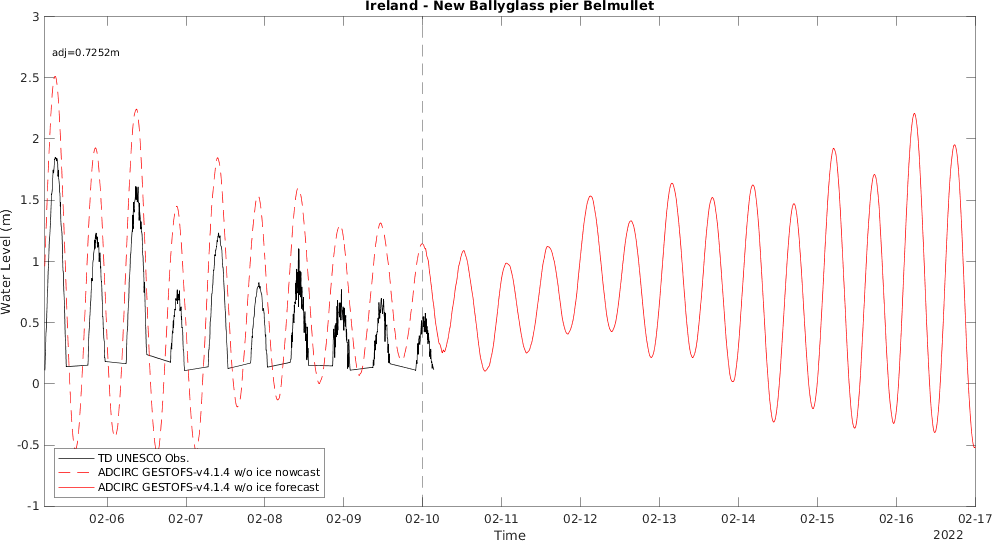 Ireland - New Ballyglass pier Belmullet
adj=0.7252m
Water Level (m)
3
2.5
2
1.5
1
0.5
0
-0.5
-1
TD UNESCO Obs.
ADCIRC GESTOFS-v4.1.4 w/o ice nowcast
ADCIRC GESTOFS-v4.1.4 w/o ice forecast
02-06 02-07 02-08 02-09 02-10 02-11 02-12 02-13 02-14 02-15 02-16 02-17
Time
2022